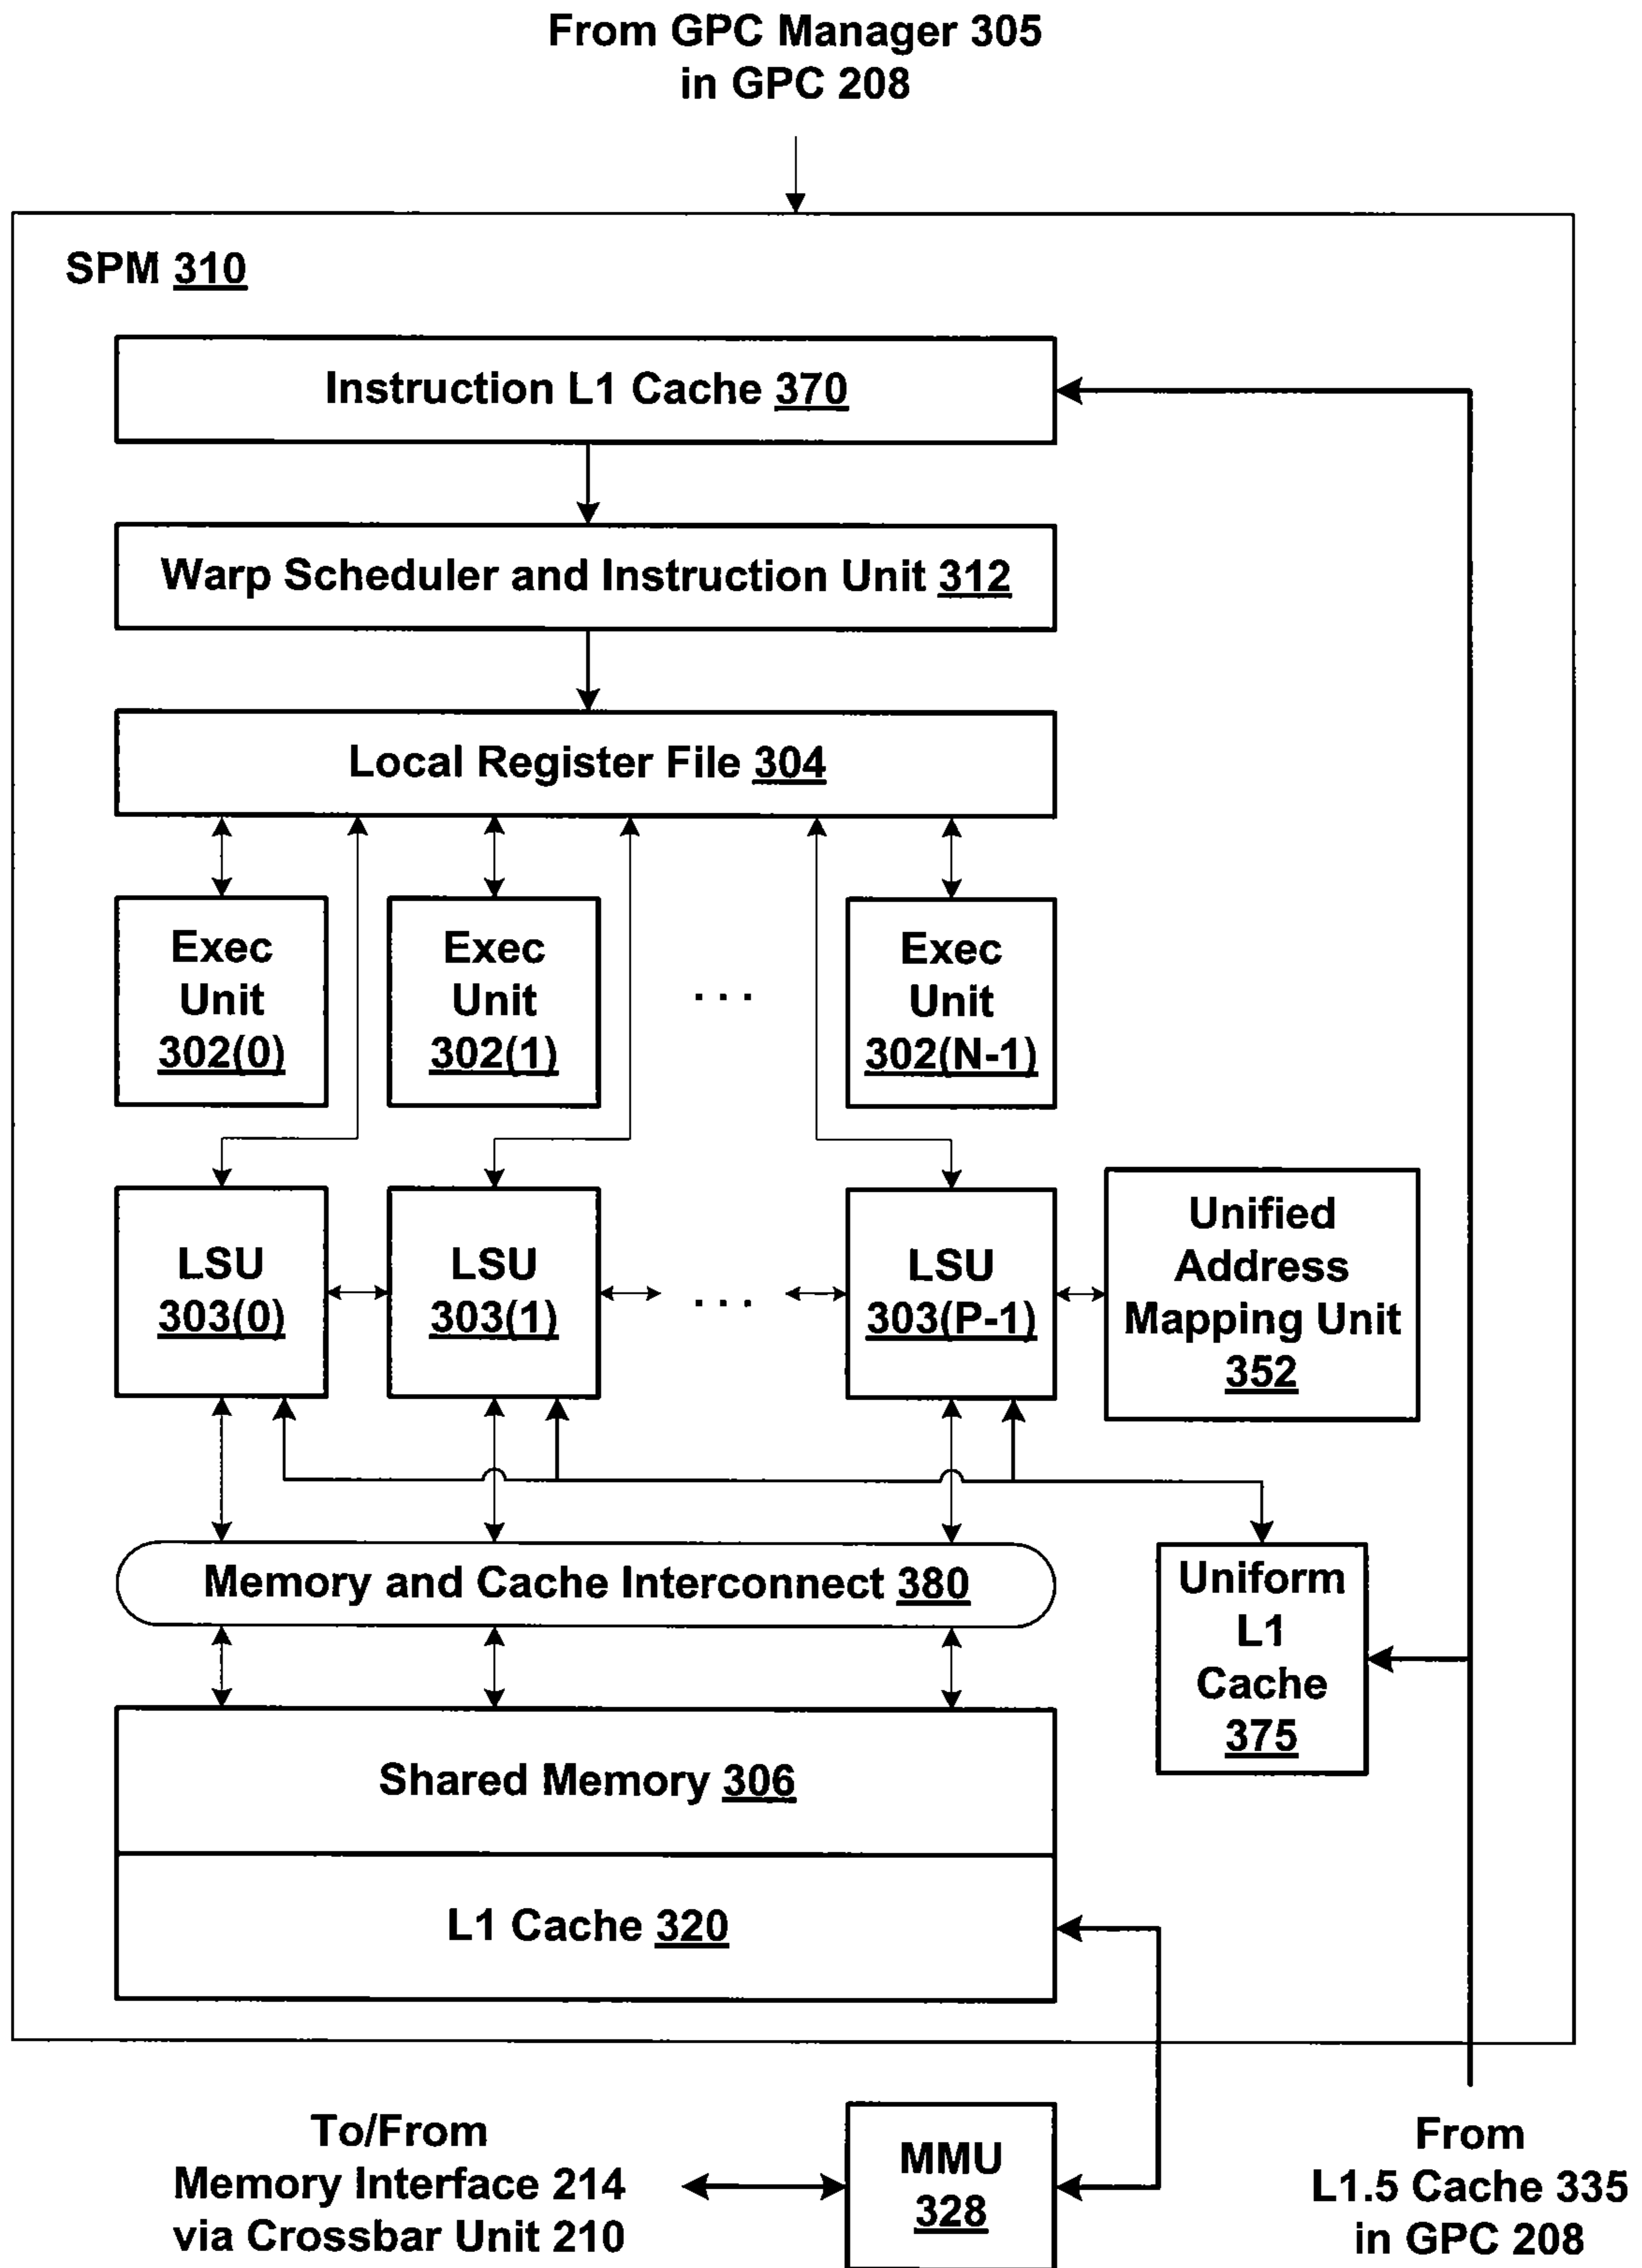 From GPC Manager 305
in GPC 208
SPM 310
Instruction L1 Cache 370
Warp Scheduler and Instruction Unit 312
Local Register File 304
Exec
Unit
302(0)
Exec
Unit
302(1)
. . .
Exec
Unit
302(N-1)
LSU
303(0)
LSU
303(1)
. . .
LSU
303(P-1)
Unified
Address
Mapping Unit
352
Memory and Cache Interconnect 380
Uniform
L1
Cache
375
Shared Memory 306
L1 Cache 320
To/From
Memory Interface 214
via Crossbar Unit 210
MMU
328
From
L1.5 Cache 335
in GPC 208